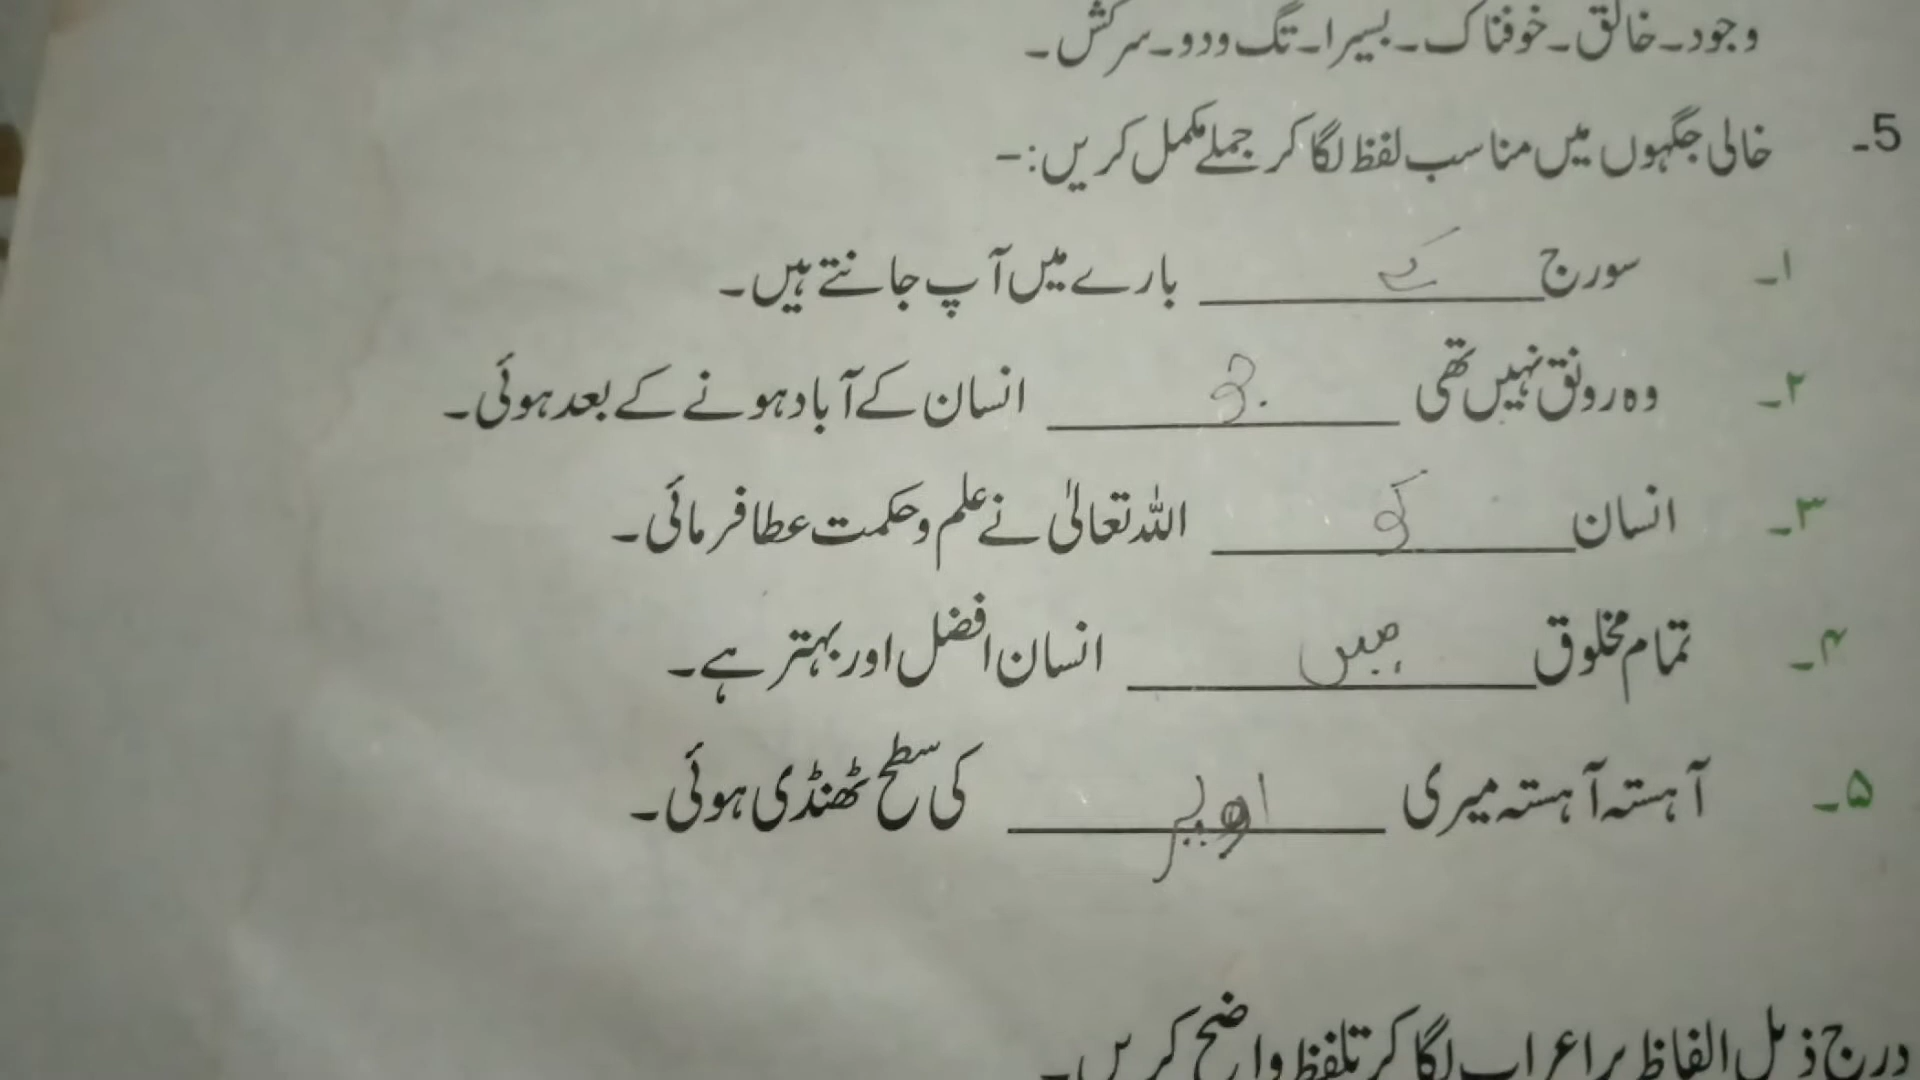 وجود۔ خالق۔ خوفناک۔ بسیرا۔ تگ ودو۔ سرکش۔
5۔ خالی جگہوں میں مناسب لفظ لگا کر جملے مکمل کریں:-
۱۔ سورج کے بارے میں آپ جانتے ہیں۔
۲۔ وہ رونق نہیں تھی جو انسان کے آباد ہونے کے بعد ہوئی۔
۳۔ انسان کو اللہ تعالیٰ نے علم و حکمت عطا فرمائی۔
۴۔ تمام مخلوق میں انسان افضل اور بہتر ہے۔
۵۔ آہستہ آہستہ میری اوپر کی سطح ٹھنڈی ہوئی۔
درج ذیل الفاظ پر اعراب لگا کر تلفظ واضح کریں۔